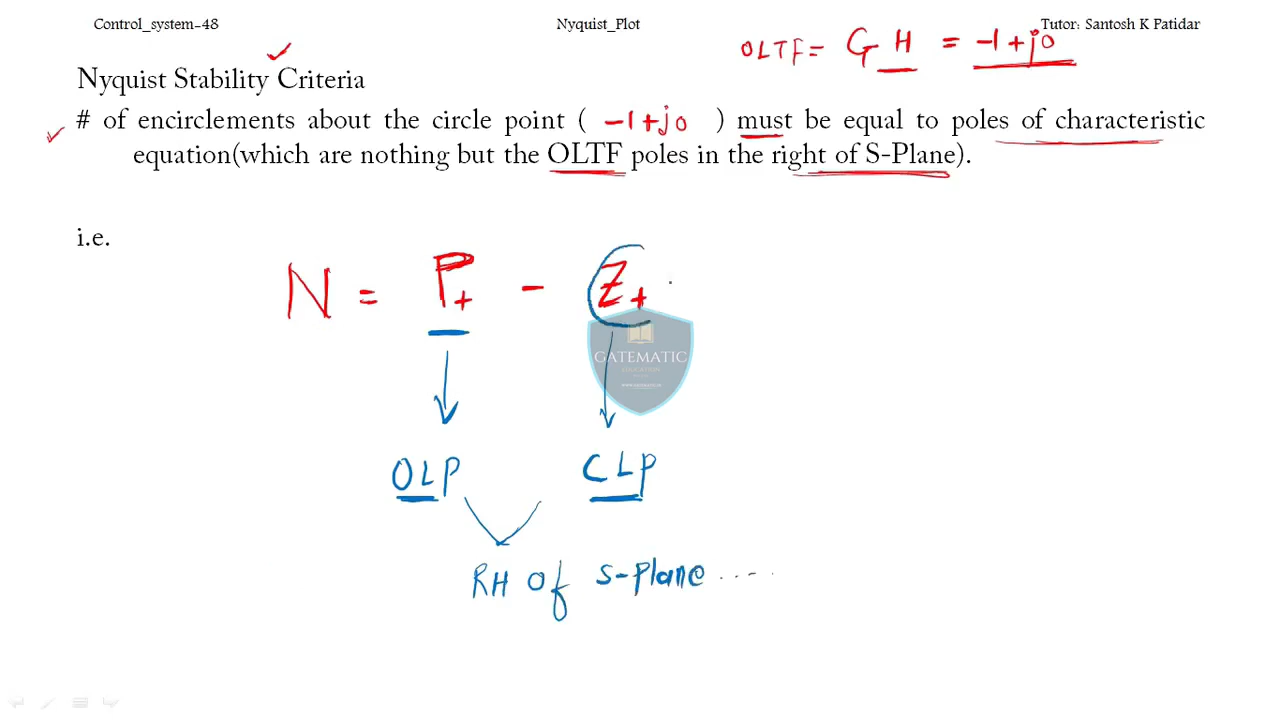 Control_system-48 Nyquist_Plot Tutor: Santosh K Patidar
OLTF = GH = -1+j0
Nyquist Stability Criteria
# of encirclements about the circle point ( -1+j0 ) must be equal to poles of characteristic
equation(which are nothing but the OLTF poles in the right of S-Plane).
i.e.
N = P+ - Z+
GATEMATIC
EDUCATION
OLP CLP
RH Of S-Plane .....